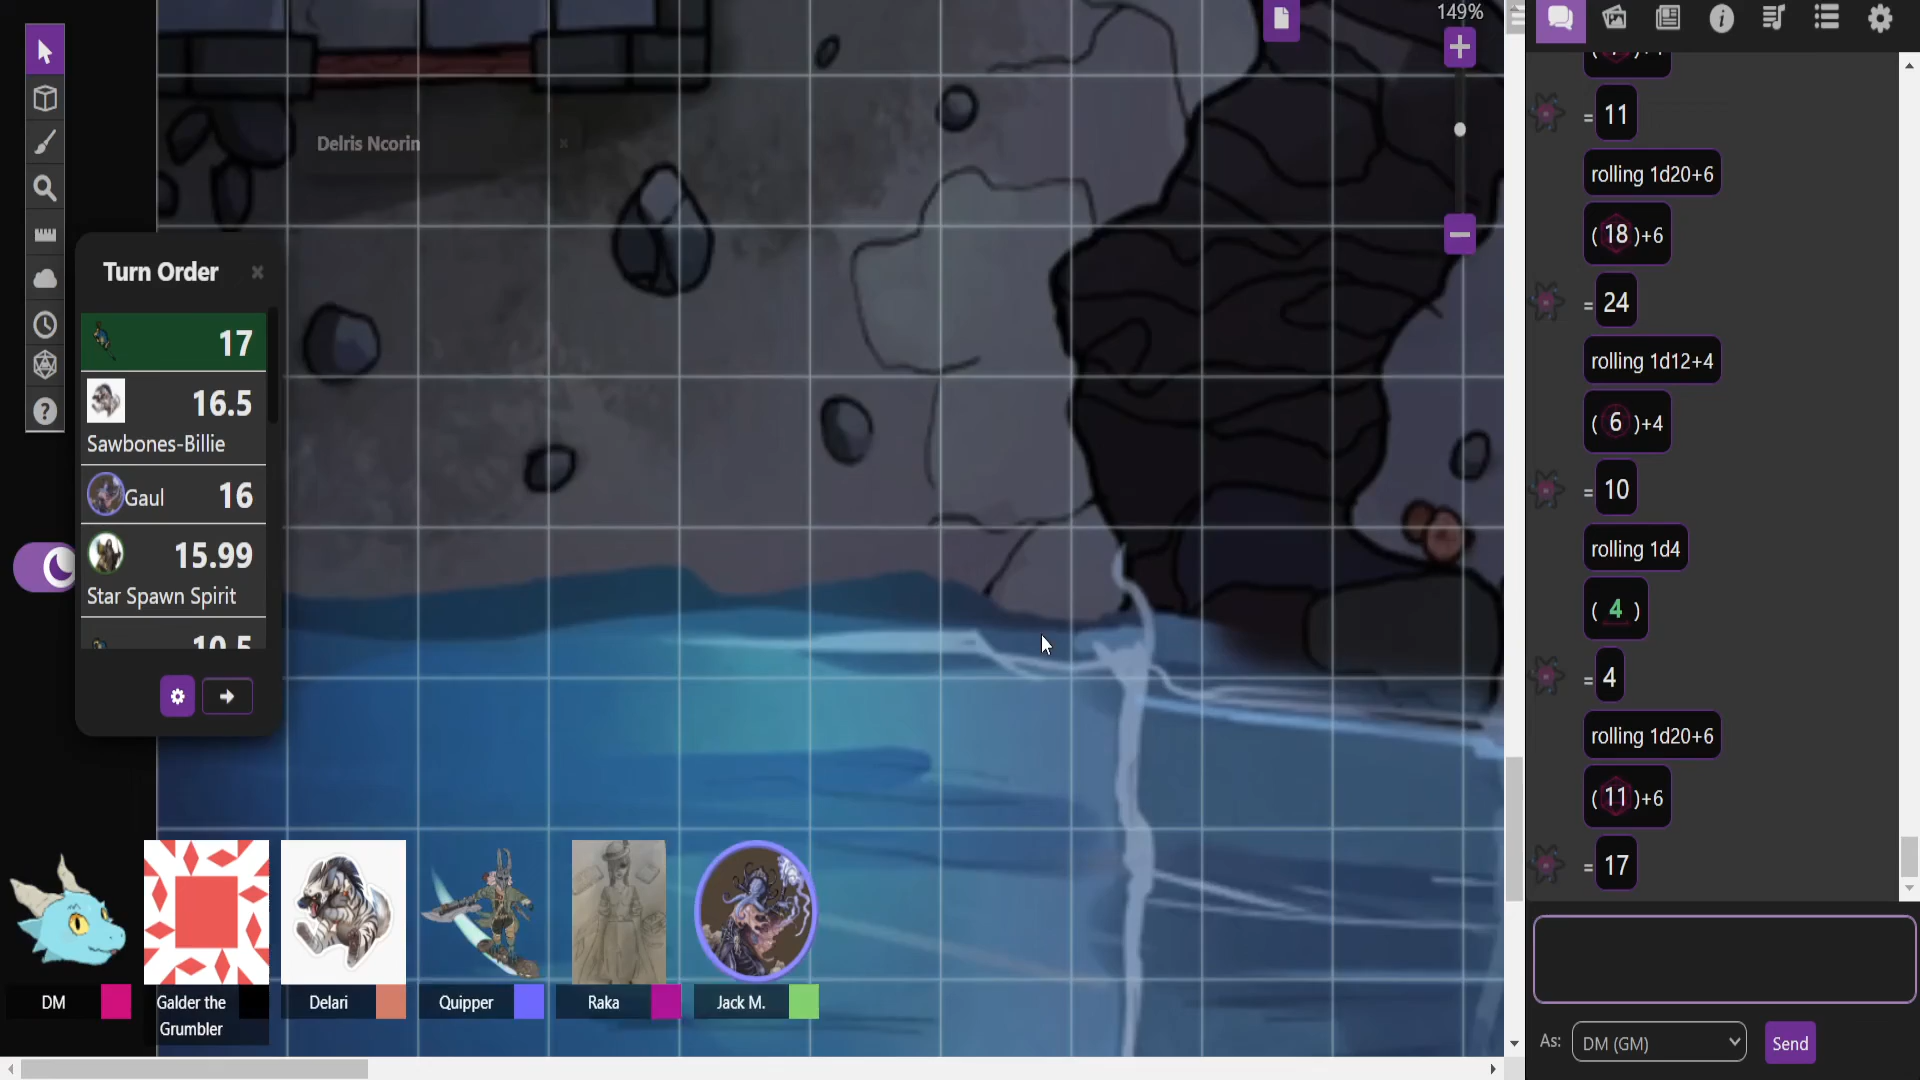 149%
+
Delris Ncorin ×
Turn Order ×
17
16.5
Sawbones-Billie
Gaul 16
15.99
Star Spawn Spirit
10.5
?
= 11
rolling 1d20+6
(18)+6
= 24
rolling 1d12+4
(6)+4
= 10
rolling 1d4
(4)
= 4
rolling 1d20+6
(11)+6
= 17
DM
Galder the
Grumbler
Delari
Quipper
Raka
Jack M.
As: DM (GM) Send